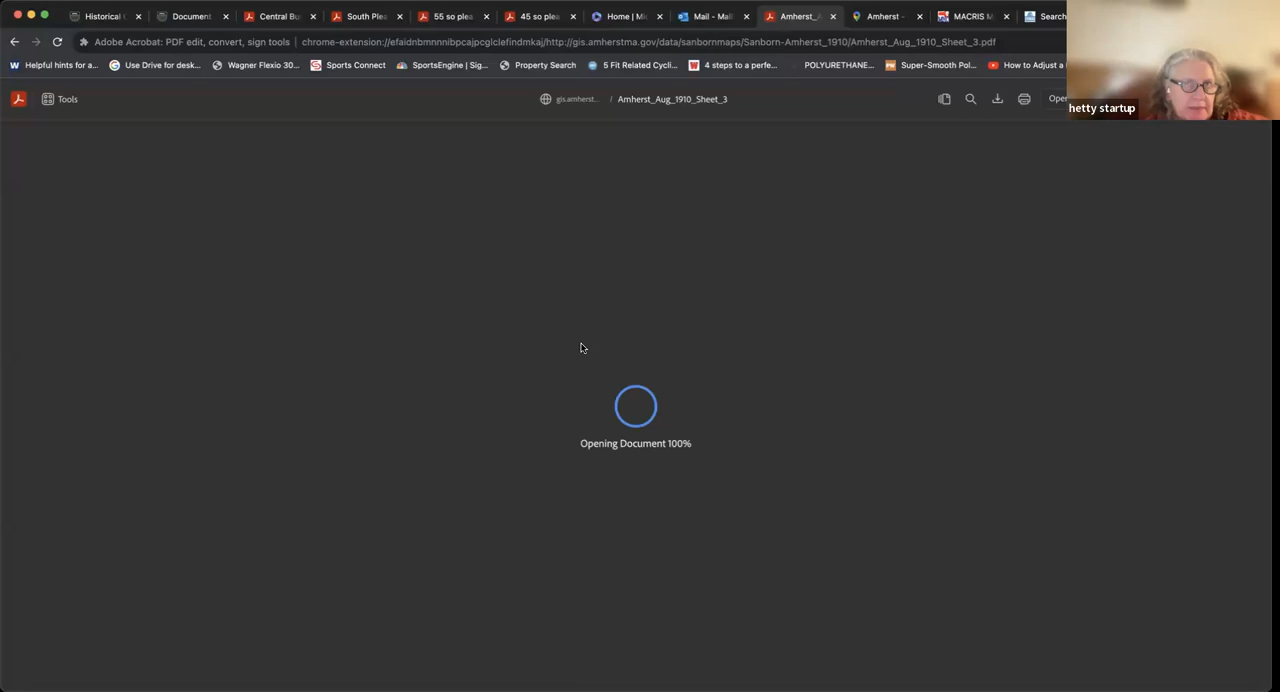 Historical
Document
Central Bu
South Plea
55 so plea
45 so plea
Home | Mi
Mail - Mail
Amherst_A
Amherst -
MACRIS M
Search
Adobe Acrobat: PDF edit, convert, sign tools | chrome-extension://efaidnbmnnnibpcajpcglclefindmkaj/http://gis.amherstma.gov/data/sanbornmaps/Sanborn-Amherst_1910/Amherst_Aug_1910_Sheet_3.pdf
Helpful hints for a...
Use Drive for desk...
Wagner Flexio 30...
Sports Connect
SportsEngine | Sig...
Property Search
5 Fit Related Cycli...
4 steps to a perfe...
POLYURETHANE...
Super-Smooth Pol...
How to Adjust a
Tools
gis.amherst... / Amherst_Aug_1910_Sheet_3
Open
hetty startup
Opening Document 100%